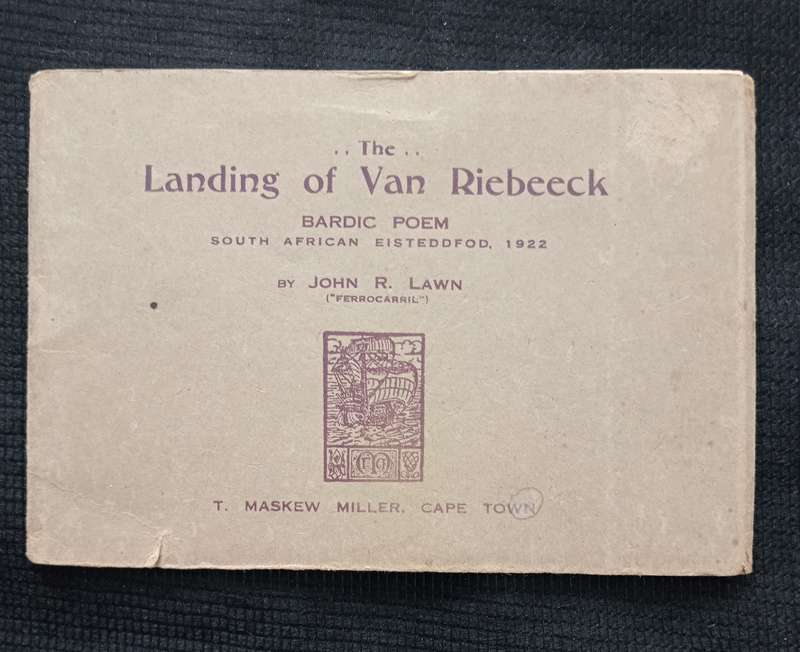 .. The ..
Landing of Van Riebeeck
BARDIC POEM
SOUTH AFRICAN EISTEDDFOD, 1922
BY JOHN R. LAWN
("FERROCARRIL")
T. MASKEW MILLER, CAPE TOWN